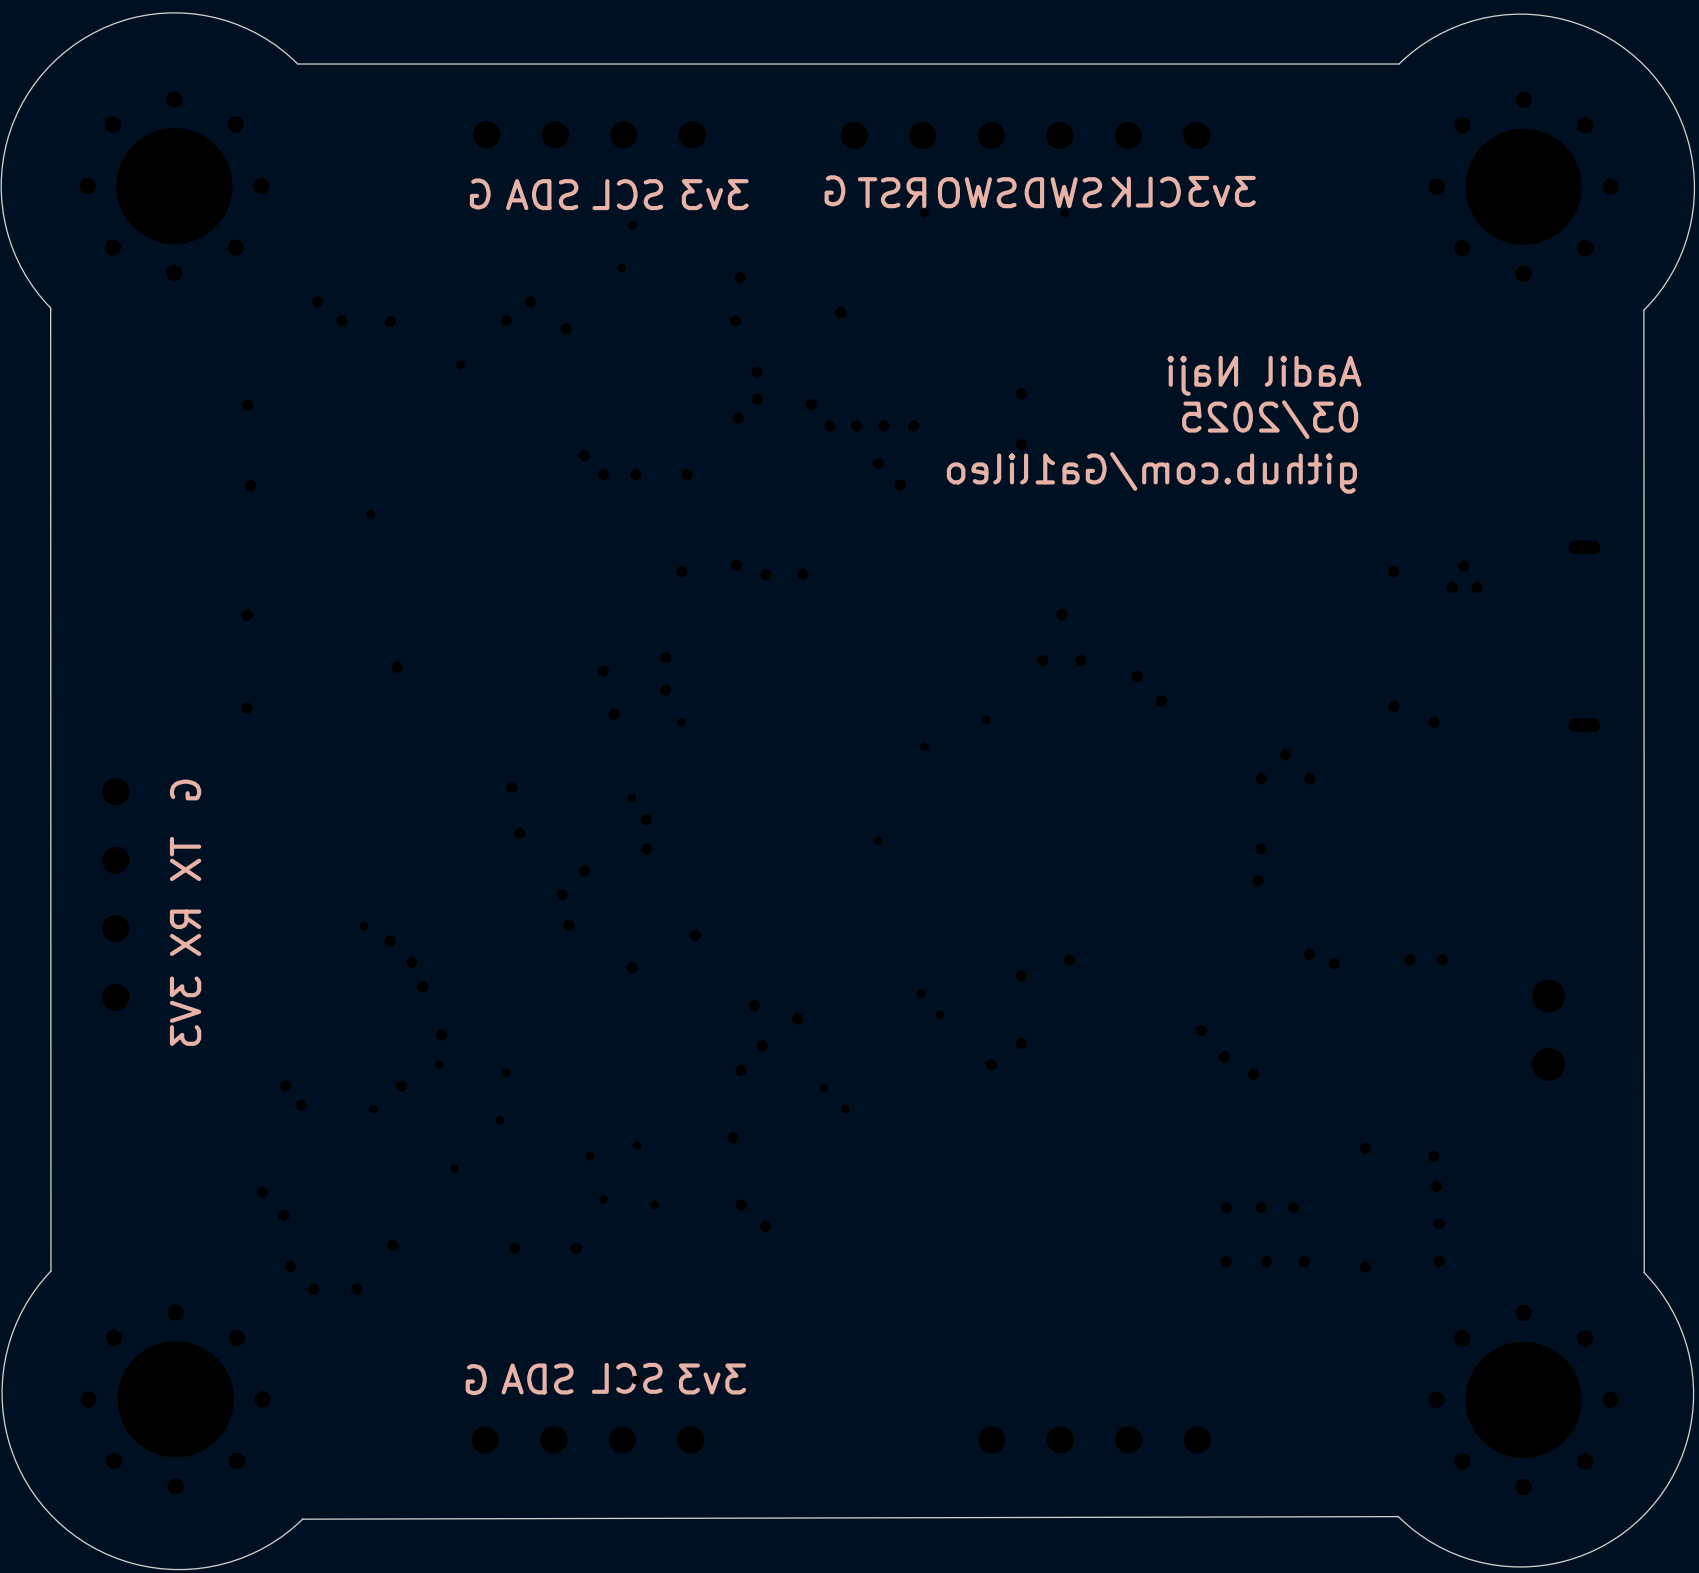 3v3 CLK SWD SWO RST G
3v3 SCL SDA G
Aadil Naji
03/2025
github.com/Ga1lileo
G
TX
RX
3V3
3v3 SCL SDA G